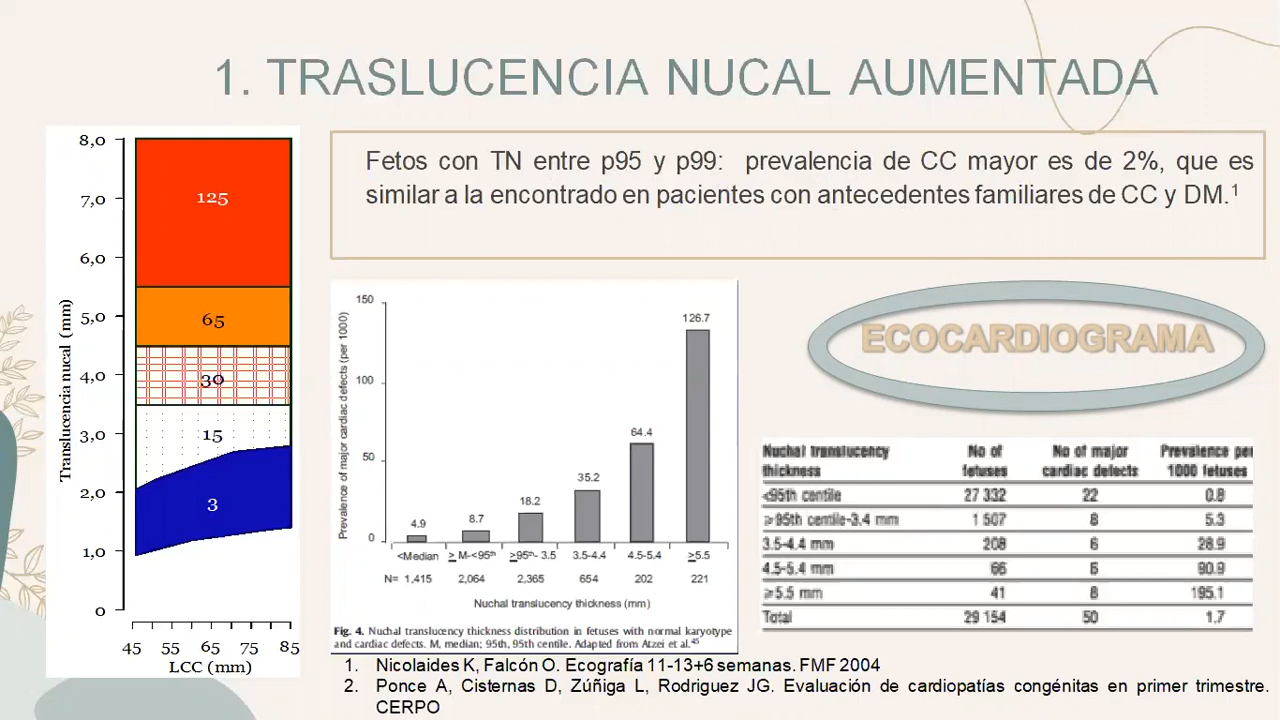 1. TRASLUCENCIA NUCAL AUMENTADA
Fetos con TN entre p95 y p99: prevalencia de CC mayor es de 2%, que es
similar a la encontrado en pacientes con antecedentes familiares de CC y DM.1
Translucencia nucal (mm)
8,0
7,0
6,0
5,0
4,0
3,0
2,0
1,0
0
125
65
30
15
3
45 55 65 75 85
LCC (mm)
Prevalence of major cardiac defects (per 1000)
150
100
50
0
4.9
8.7
18.2
35.2
64.4
126.7
<Median ≥ M-<95th ≥95th- 3.5 3.5-4.4 4.5-5.4 ≥5.5
N= 1,415 2,064 2,365 654 202 221
Nuchal translucency thickness (mm)
Fig. 4. Nuchal translucency thickness distribution in fetuses with normal karyotype
and cardiac defects. M, median; 95th, 95th centile. Adapted from Atzei et al.45
ECOCARDIOGRAMA
Nuchal translucency No of No of major Prevalence per
thickness fetuses cardiac defects 1000 fetuses
<95th centile 27 332 22 0.8
≥95th centile-3.4 mm 1 507 8 5.3
3.5-4.4 mm 208 6 28.9
4.5-5.4 mm 66 6 90.9
≥5.5 mm 41 8 195.1
Total 29 154 50 1.7
1. Nicolaides K, Falcón O. Ecografía 11-13+6 semanas. FMF 2004
2. Ponce A, Cisternas D, Zúñiga L, Rodriguez JG. Evaluación de cardiopatías congénitas en primer trimestre.
CERPO